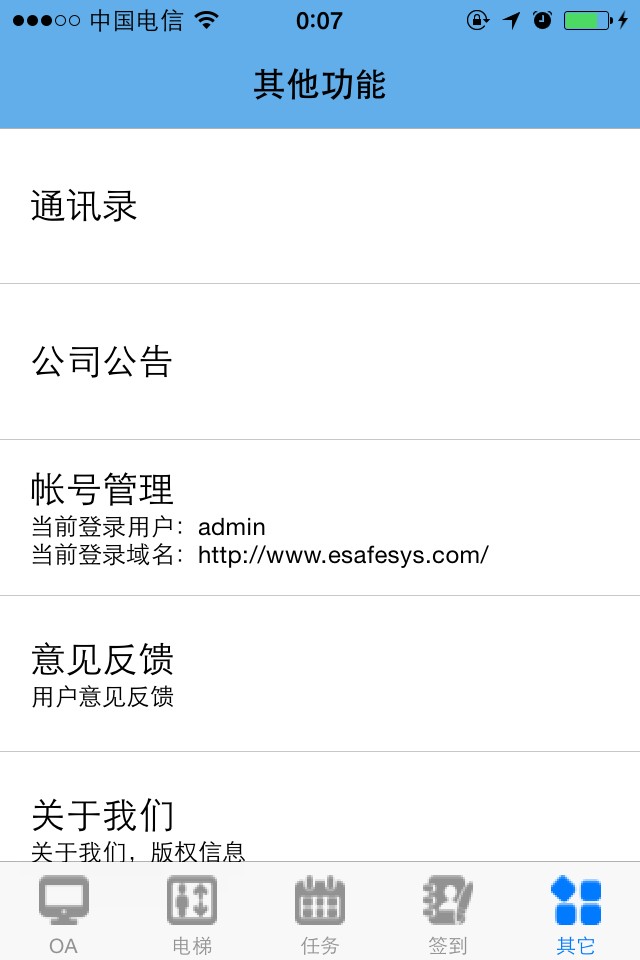 中国电信 0:07
其他功能
通讯录
公司公告
帐号管理
当前登录用户：admin
当前登录域名：http://www.esafesys.com/
意见反馈
用户意见反馈
关于我们
关于我们，版权信息
OA 电梯 任务 签到 其它